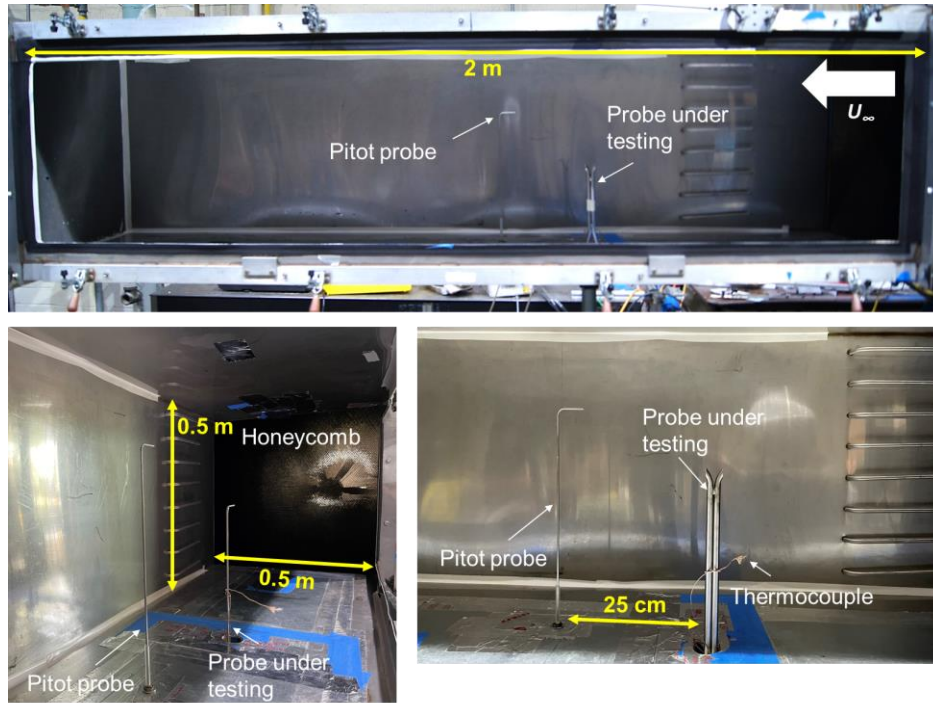 2 m
U∞
Pitot probe
Probe under
testing
0.5 m
Honeycomb
0.5 m
Pitot probe
Probe under
testing
Probe under
testing
Pitot probe
25 cm
Thermocouple